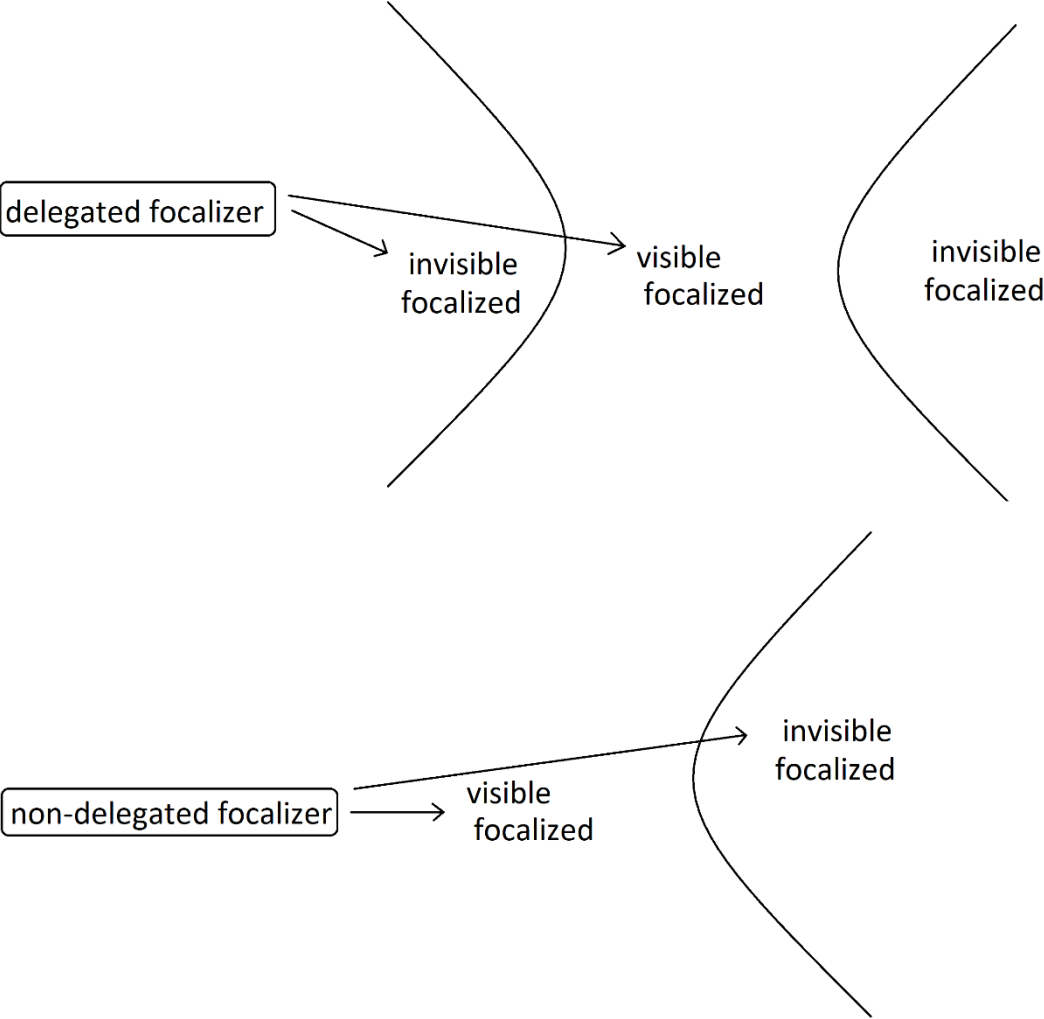 delegated focalizer
invisible
focalized
visible
focalized
invisible
focalized
non-delegated focalizer
visible
focalized
invisible
focalized